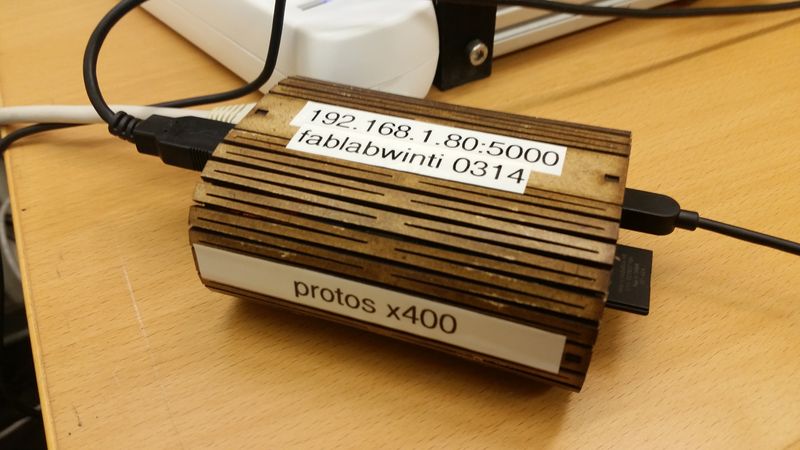 192.168.1.80:5000
fablabwinti 0314
protos x400